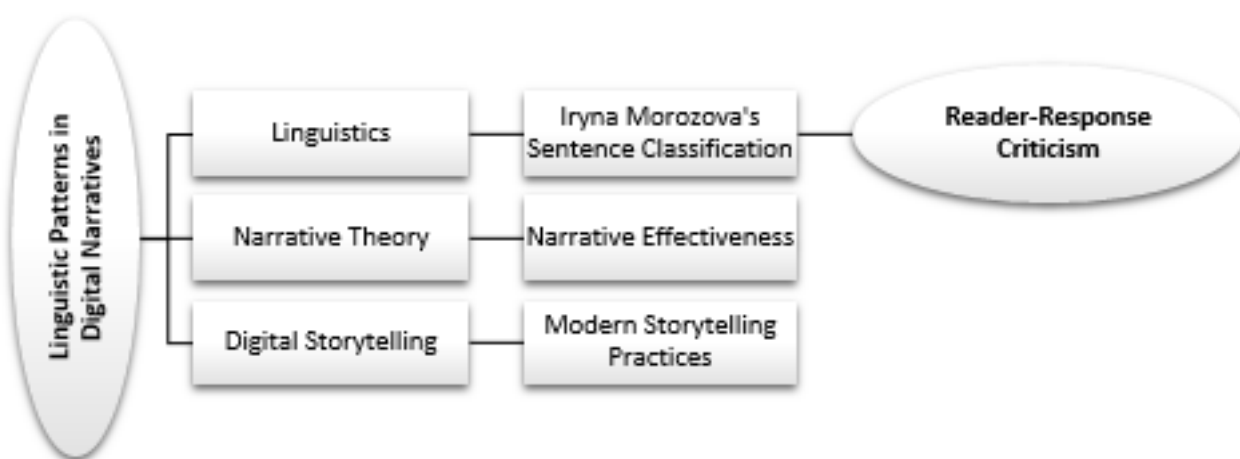 Linguistic Patterns in
Digital Narratives
Linguistics
Iryna Morozova's
Sentence Classification
Reader-Response
Criticism
Narrative Theory
Narrative Effectiveness
Digital Storytelling
Modern Storytelling
Practices